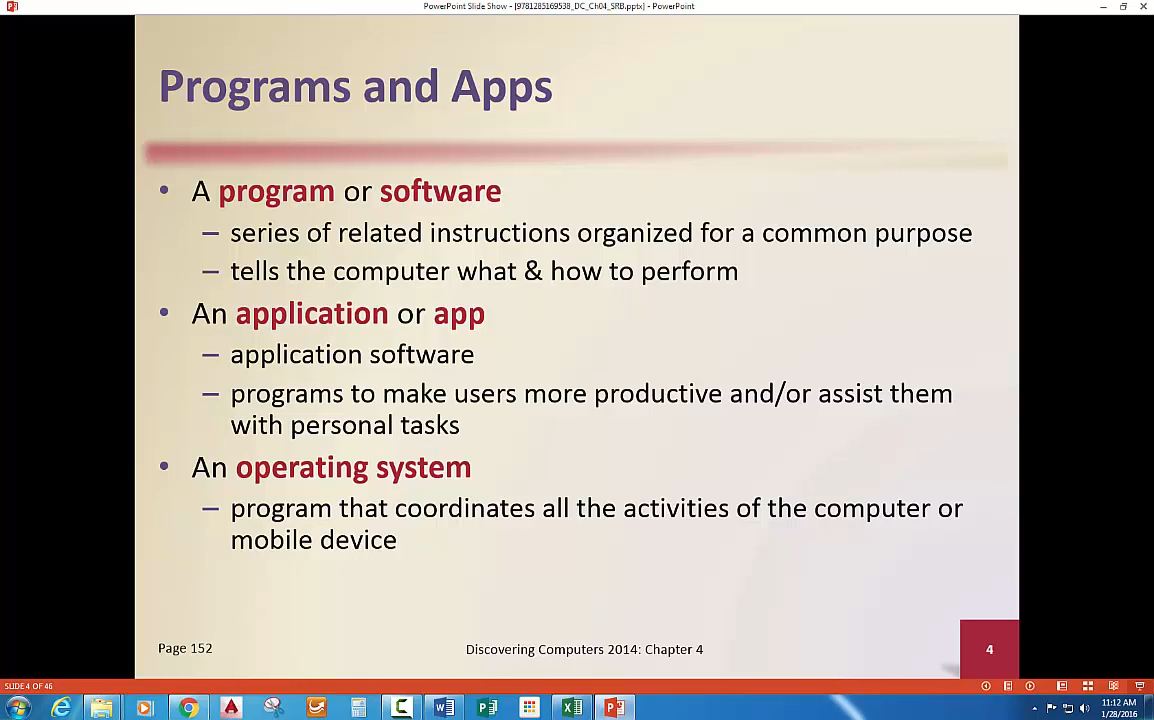 PowerPoint Slide Show - [9781285169538_DC_Ch04_SRB.pptx] - PowerPoint
Programs and Apps
• A program or software
– series of related instructions organized for a common purpose
– tells the computer what & how to perform
• An application or app
– application software
– programs to make users more productive and/or assist them
with personal tasks
• An operating system
– program that coordinates all the activities of the computer or
mobile device
Page 152
Discovering Computers 2014: Chapter 4
4
SLIDE 4 OF 46
11:12 AM
1/28/2016